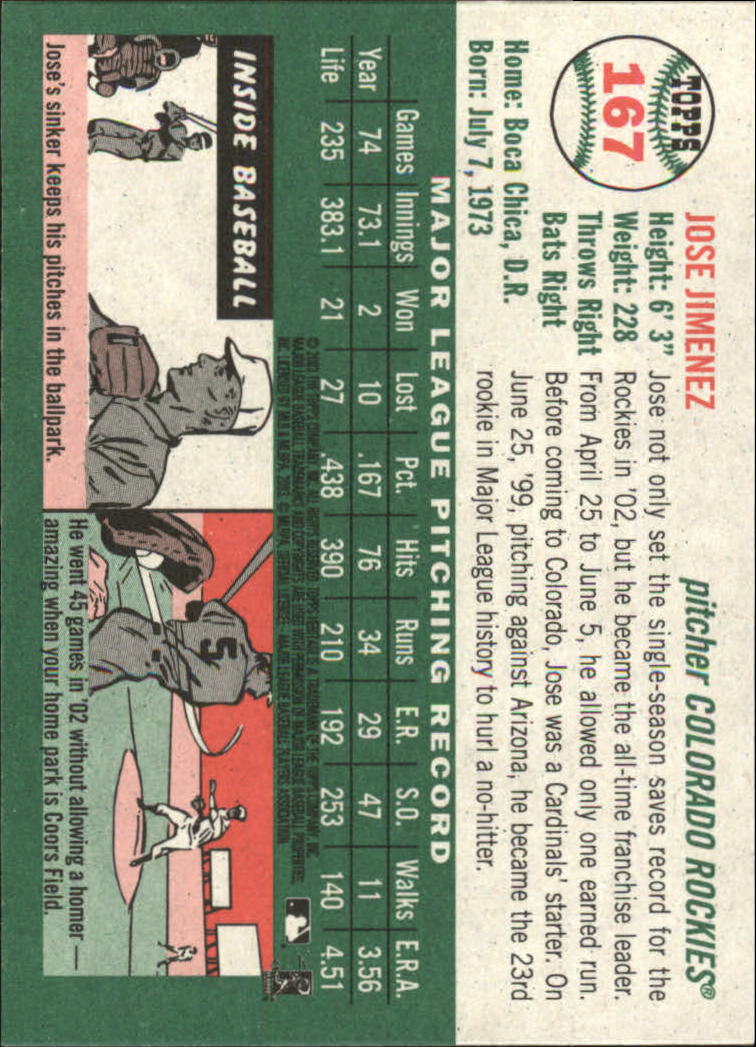 TOPPS
167
JOSE JIMENEZ
pitcher COLORADO ROCKIES®
Height: 6' 3"
Weight: 228
Throws Right
Bats Right
Home: Boca Chica, D.R.
Born: July 7, 1973
Jose not only set the single-season saves record for the
Rockies in '02, but he became the all-time franchise leader.
From April 25 to June 5, he allowed only one earned run.
Before coming to Colorado, Jose was a Cardinals' starter. On
June 25, '99, pitching against Arizona, he became the 23rd
rookie in Major League history to hurl a no-hitter.
MAJOR LEAGUE PITCHING RECORD
Games Innings Won Lost Pct. Hits Runs E.R. S.O. Walks E.R.A.
Year 74 73.1 2 10 .167 76 34 29 47 11 3.56
Life 235 383.1 21 27 .438 390 210 192 253 140 4.51
INSIDE BASEBALL
Jose's sinker keeps his pitches in the ballpark.
5
He went 45 games in '02 without allowing a homer —
amazing when your home park is Coors Field.